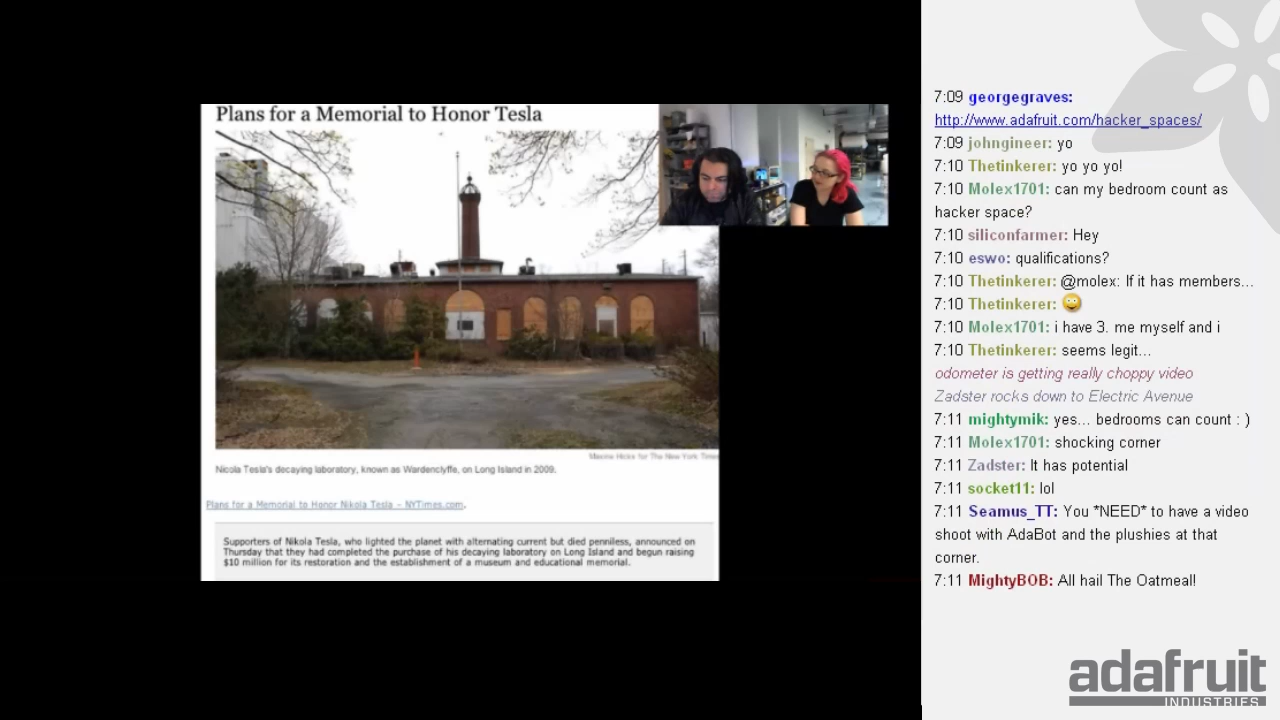 Plans for a Memorial to Honor Tesla
Maxine Hicks for The New York Times
Nicola Tesla's decaying laboratory, known as Wardenclyffe, on Long Island in 2009.
Plans for a Memorial to Honor Nikola Tesla – NYTimes.com.
Supporters of Nikola Tesla, who lighted the planet with alternating current but died penniless, announced on
Thursday that they had completed the purchase of his decaying laboratory on Long Island and begun raising
$10 million for its restoration and the establishment of a museum and educational memorial.
7:09 georgegraves:
http://www.adafruit.com/hacker_spaces/
7:09 johngineer: yo
7:10 Thetinkerer: yo yo yo!
7:10 Molex1701: can my bedroom count as
hacker space?
7:10 siliconfarmer: Hey
7:10 eswo: qualifications?
7:10 Thetinkerer: @molex: If it has members...
7:10 Thetinkerer:
7:10 Molex1701: i have 3. me myself and i
7:10 Thetinkerer: seems legit...
odometer is getting really choppy video
Zadster rocks down to Electric Avenue
7:11 mightymik: yes... bedrooms can count : )
7:11 Molex1701: shocking corner
7:11 Zadster: It has potential
7:11 socket11: lol
7:11 Seamus_TT: You *NEED* to have a video
shoot with AdaBot and the plushies at that
corner.
7:11 MightyBOB: All hail The Oatmeal!
adafruit
INDUSTRIES